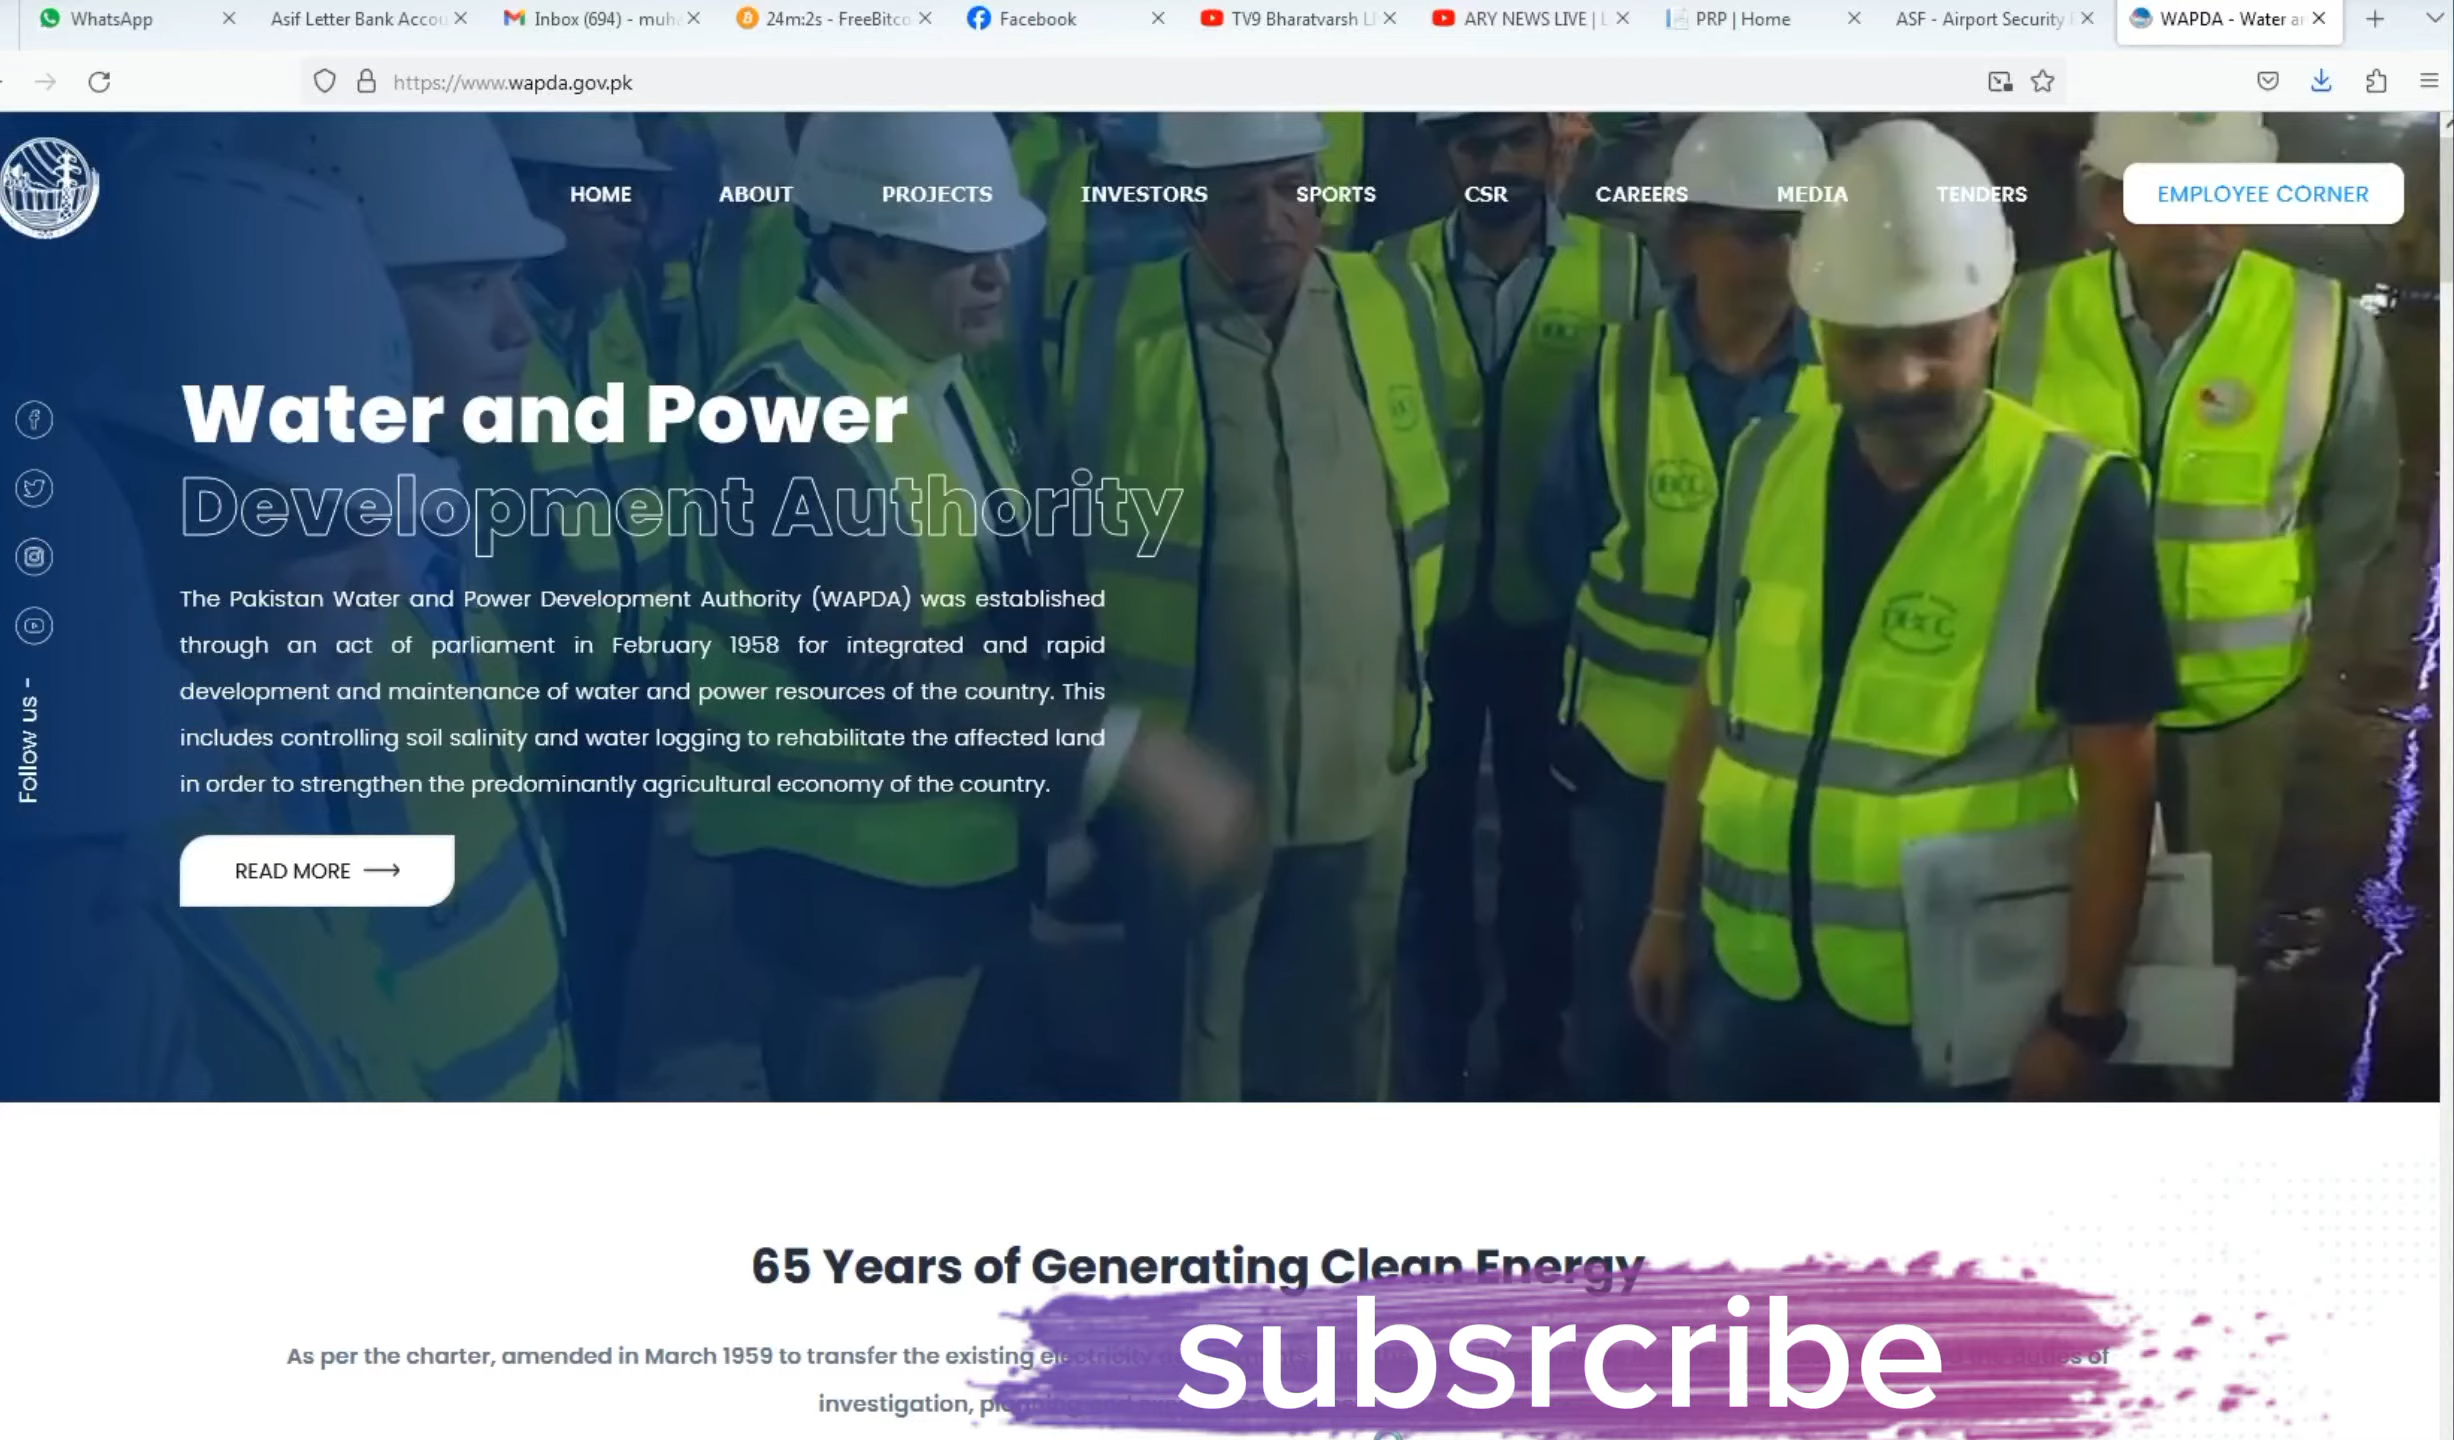 WhatsApp
Asif Letter Bank Accou
Inbox (694) - muha
24m:2s - FreeBitco
Facebook
TV9 Bharatvarsh LI
ARY NEWS LIVE | L
PRP | Home
ASF - Airport Security
WAPDA - Water an
https://www.wapda.gov.pk
HOME
ABOUT
PROJECTS
INVESTORS
SPORTS
CSR
CAREERS
MEDIA
TENDERS
EMPLOYEE CORNER
Water and Power
Development Authority
The Pakistan Water and Power Development Authority (WAPDA) was established
through an act of parliament in February 1958 for integrated and rapid
development and maintenance of water and power resources of the country. This
includes controlling soil salinity and water logging to rehabilitate the affected land
in order to strengthen the predominantly agricultural economy of the country.
Follow us -
READ MORE
65 Years of Generating Clean Energy
As per the charter, amended in March 1959 to transfer the existing electricity duties of
investigation,
subsrcribe